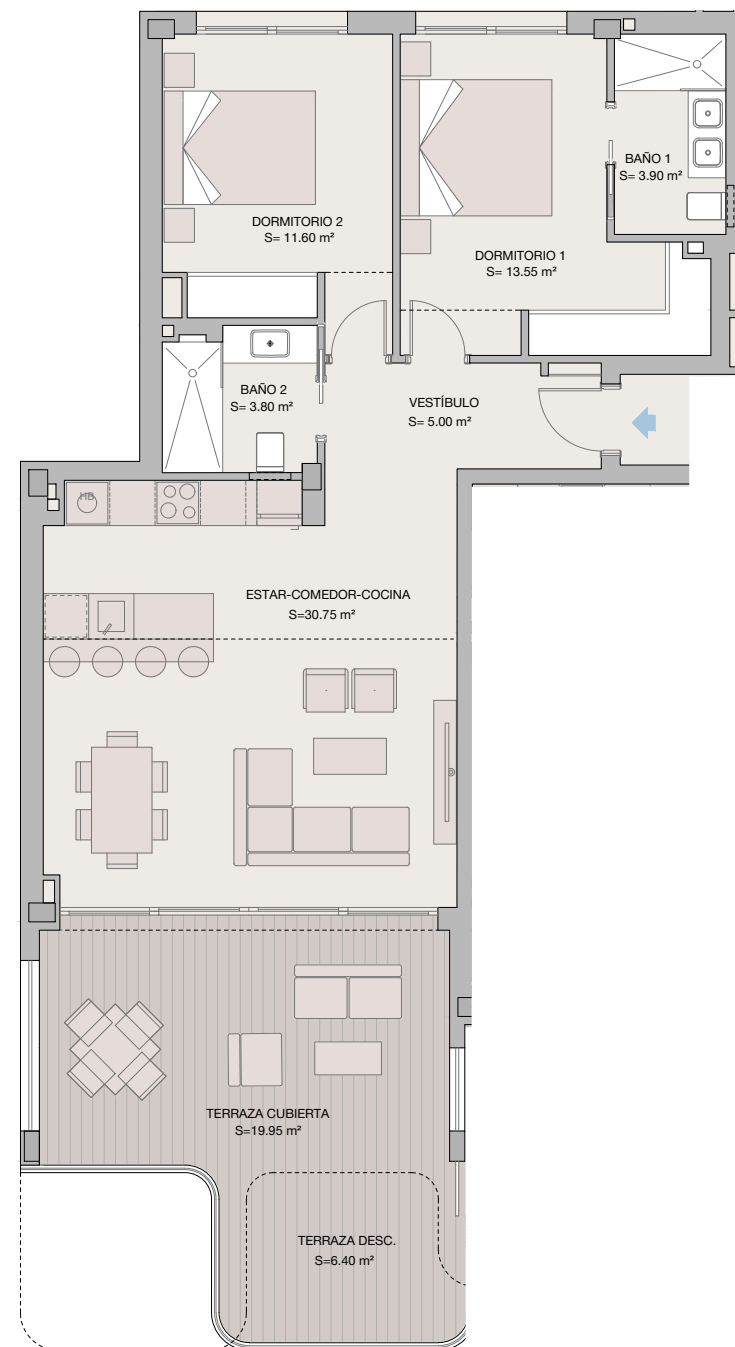 BAÑO 1
S= 3.90 m²
DORMITORIO 2
S= 11.60 m²
DORMITORIO 1
S= 13.55 m²
BAÑO 2
S= 3.80 m²
VESTÍBULO
S= 5.00 m²
HB
ESTAR-COMEDOR-COCINA
S=30.75 m²
TERRAZA CUBIERTA
S=19.95 m²
TERRAZA DESC.
S=6.40 m²